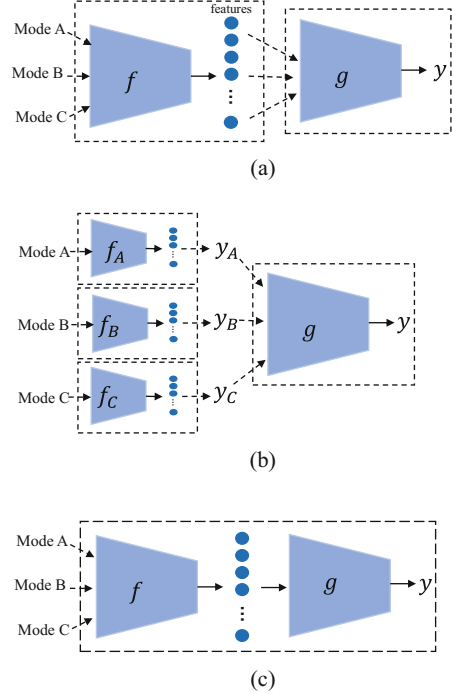 features
Mode A
Mode B
Mode C
f
g
y
(a)
Mode A
f_A
y_A
Mode B
f_B
y_B
g
y
Mode C
f_C
y_C
(b)
Mode A
Mode B
Mode C
f
g
y
(c)